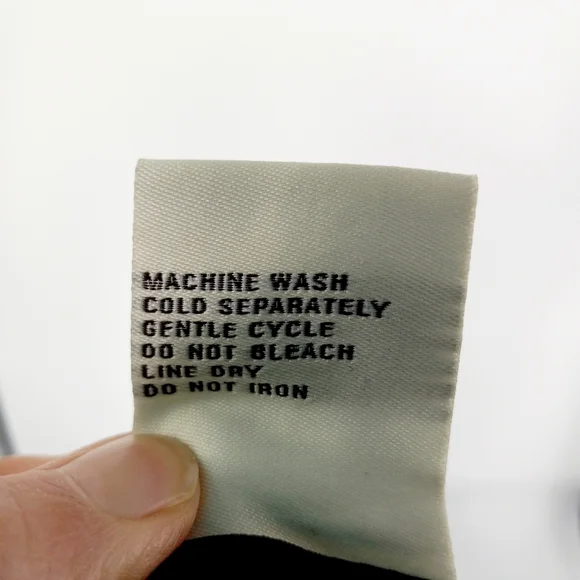 MACHINE WASH
COLD SEPARATELY
GENTLE CYCLE
DO NOT BLEACH
LINE DRY
DO NOT IRON